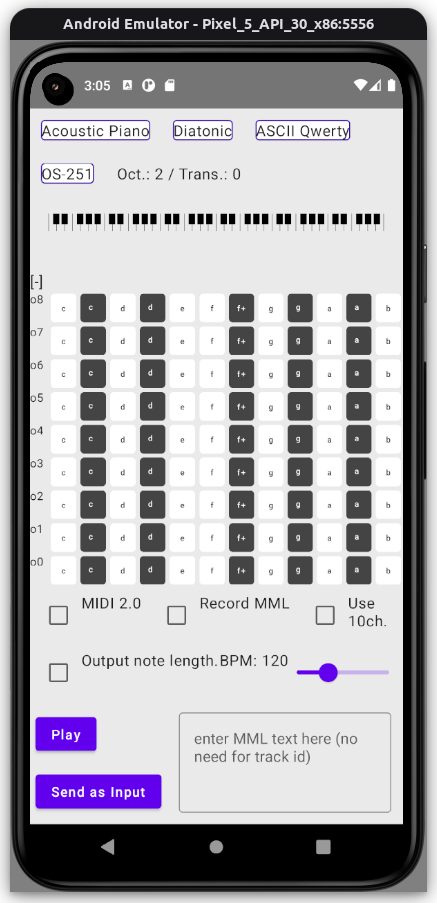 Android Emulator - Pixel_5_API_30_x86:5556
3:05
Acoustic Piano Diatonic ASCII Qwerty
OS-251 Oct.: 2 / Trans.: 0
[-]
o8 c c d d e f f+ g g a a b
o7 c c d d e f f+ g g a a b
o6 c c d d e f f+ g g a a b
o5 c c d d e f f+ g g a a b
o4 c c d d e f f+ g g a a b
o3 c c d d e f f+ g g a a b
o2 c c d d e f f+ g g a a b
o1 c c d d e f f+ g g a a b
o0 c c d d e f f+ g g a a b
MIDI 2.0 Record MML Use
10ch.
Output note length. BPM: 120
Play
enter MML text here (no
need for track id)
Send as Input